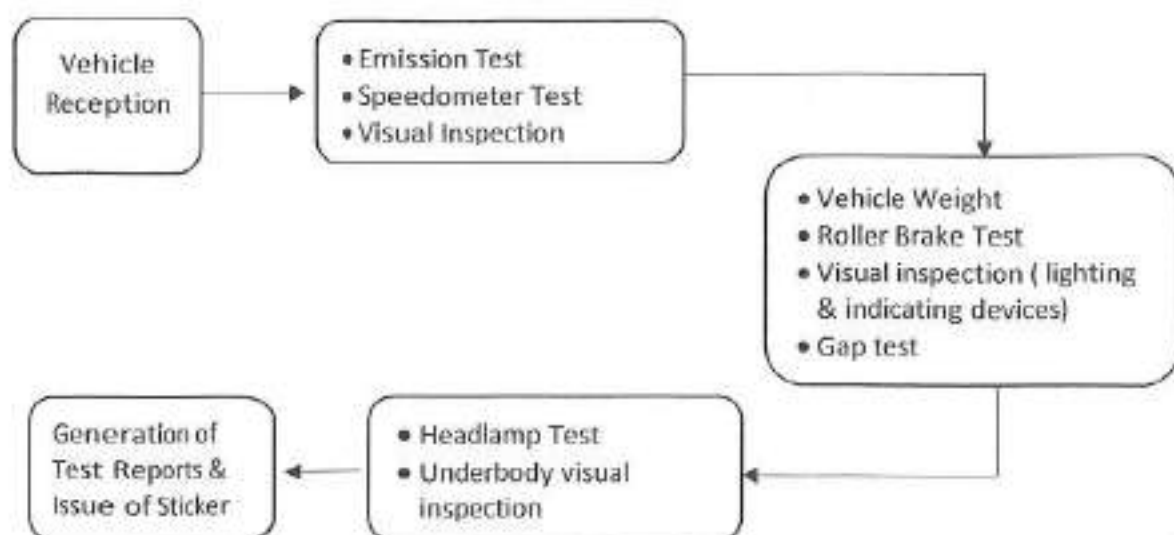 Vehicle
Reception
• Emission Test
• Speedometer Test
• Visual Inspection
• Vehicle Weight
• Roller Brake Test
• Visual inspection ( lighting
& indicating devices)
• Gap test
• Headlamp Test
• Underbody visual
inspection
Generation of
Test Reports &
Issue of Sticker